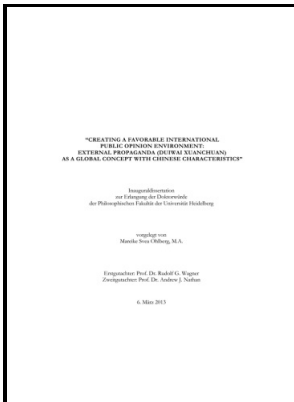 "CREATING A FAVORABLE INTERNATIONAL
PUBLIC OPINION ENVIRONMENT:
EXTERNAL PROPAGANDA (DUIWAI XUANCHUAN)
AS A GLOBAL CONCEPT WITH CHINESE CHARACTERISTICS"
Inauguraldissertation
zur Erlangung der Doktorwürde
der Philosophischen Fakultät der Universität Heidelberg
vorgelegt von
Mareike Svea Ohlberg, M.A.
Erstgutachter: Prof. Dr. Rudolf G. Wagner
Zweitgutachter: Prof. Dr. Andrew J. Nathan
6. März 2013